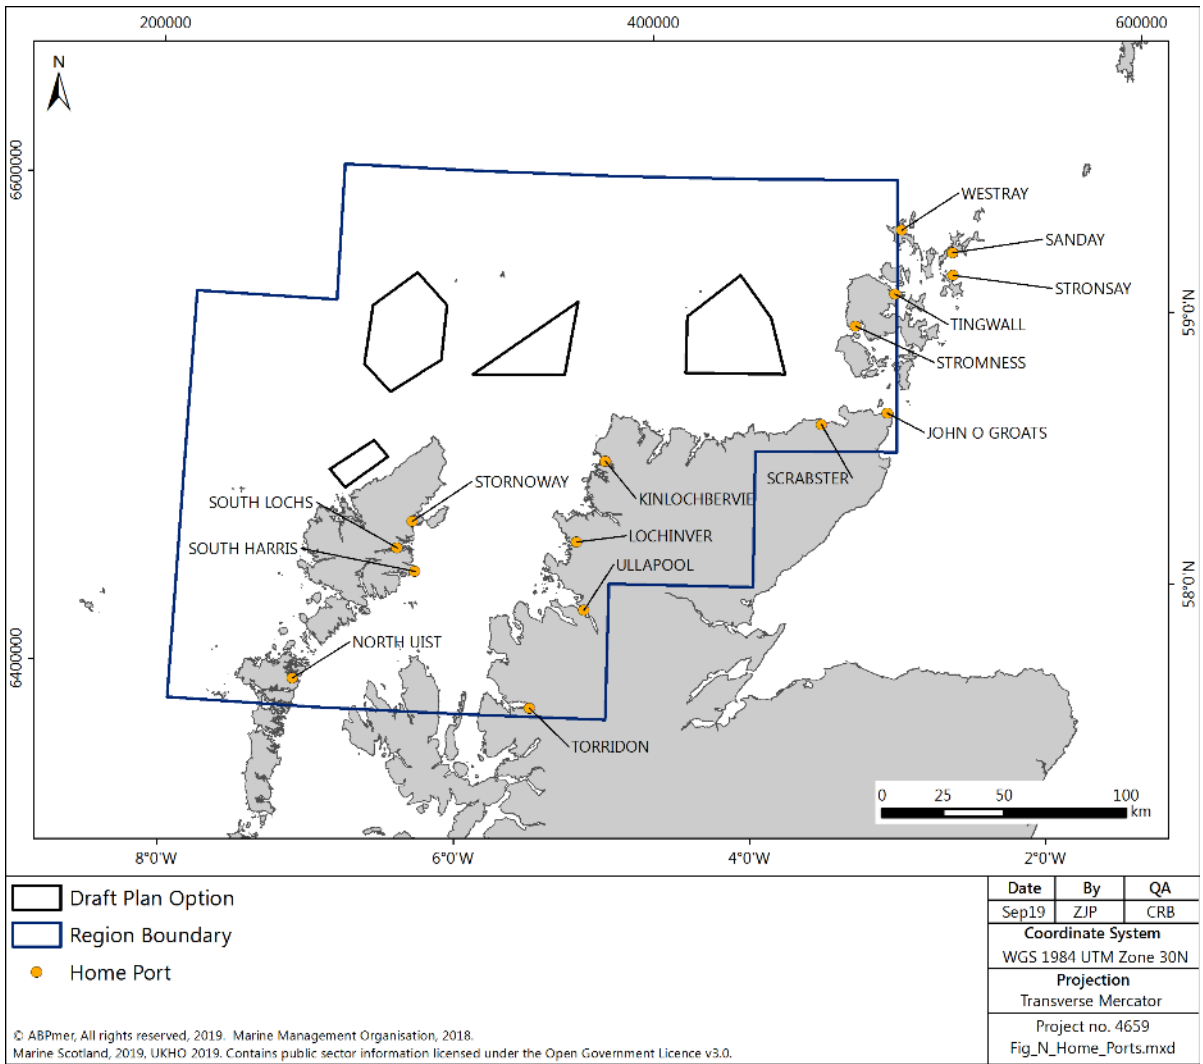 200000
400000
600000
N
6600000
WESTRAY
SANDAY
STRONSAY
59°0'N
TINGWALL
STROMNESS
JOHN O GROATS
SCRABSTER
STORNOWAY
KINLOCHBERVIE
SOUTH LOCHS
LOCHINVER
SOUTH HARRIS
ULLAPOOL
58°0'N
NORTH UIST
6400000
TORRIDON
0 25 50 100
km
8°0'W
6°0'W
4°0'W
2°0'W
Draft Plan Option
Region Boundary
Home Port
Date By QA
Sep19 ZJP CRB
Coordinate System
WGS 1984 UTM Zone 30N
Projection
Transverse Mercator
Project no. 4659
Fig_N_Home_Ports.mxd
© ABPmer, All rights reserved, 2019. Marine Management Organisation, 2018.
Marine Scotland, 2019, UKHO 2019. Contains public sector information licensed under the Open Government Licence v3.0.